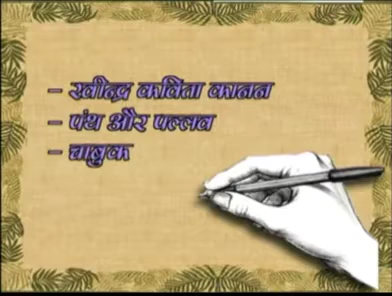 - रवीन्द्र कविता कानन
- पंथ और पल्लव
- चाबुक